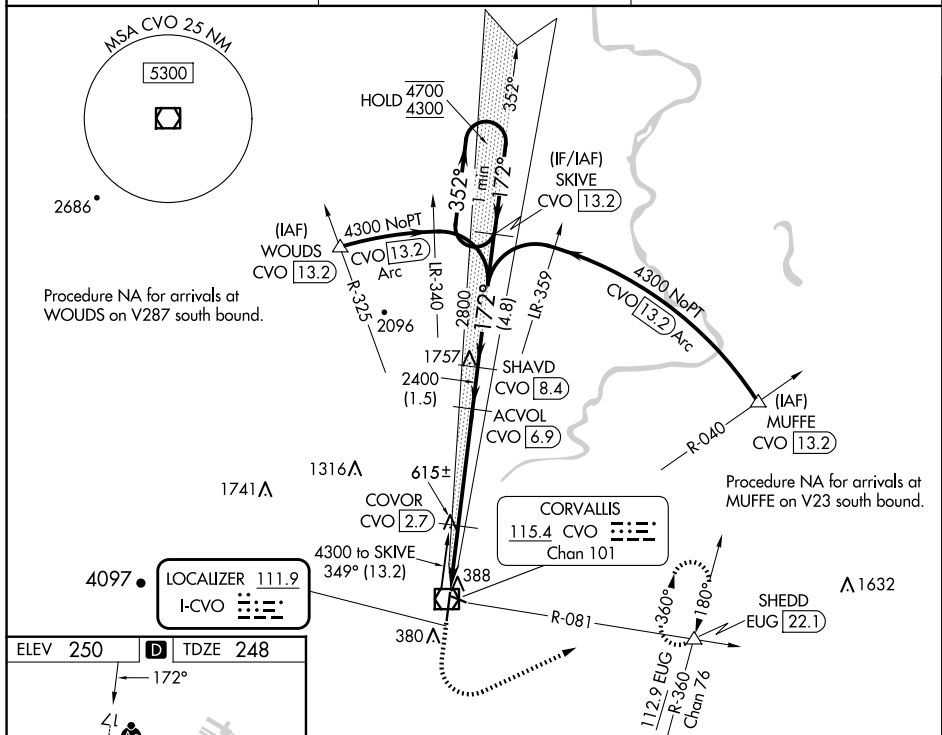 MSA CVO 25 NM
5300
HOLD 4700
4300
352°
352°
1 min
172°
(IF/IAF)
SKIVE
CVO 13.2
2686
(IAF)
WOUDS
CVO 13.2
4300 NoPT
CVO 13.2
Arc
R-325
LR-340
2800
172°
(4.8)
LR-359
4300 NoPT
CVO 13.2 Arc
Procedure NA for arrivals at
WOUDS on V287 south bound.
2096
1757
SHAVD
CVO 8.4
2400
(1.5)
ACVOL
CVO 6.9
R-040
(IAF)
MUFFE
CVO 13.2
Procedure NA for arrivals at
MUFFE on V23 south bound.
1316
1741
615±
COVOR
CVO 2.7
CORVALLIS
115.4 CVO
Chan 101
4300 to SKIVE
349° (13.2)
4097
LOCALIZER 111.9
I-CVO
388
380
R-081
360°
180°
SHEDD
EUG 22.1
1632
112.9 EUG
R-360
Chan 76
ELEV 250
D
TDZE 248
172°
17